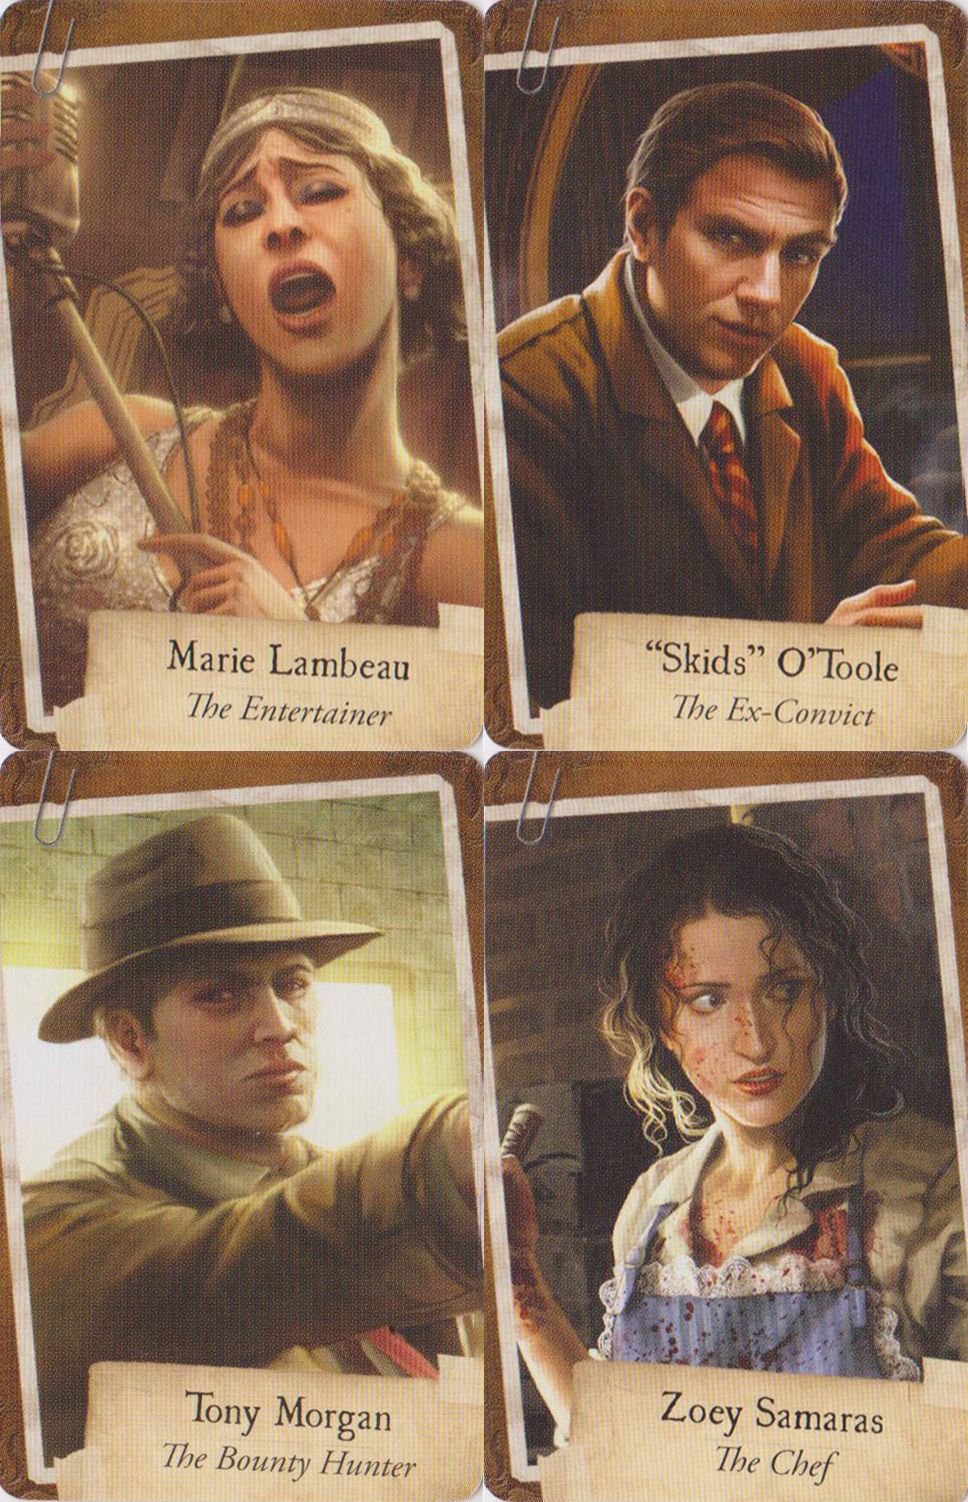 Marie Lambeau
The Entertainer
“Skids” O’Toole
The Ex-Convict
Tony Morgan
The Bounty Hunter
Zoey Samaras
The Chef